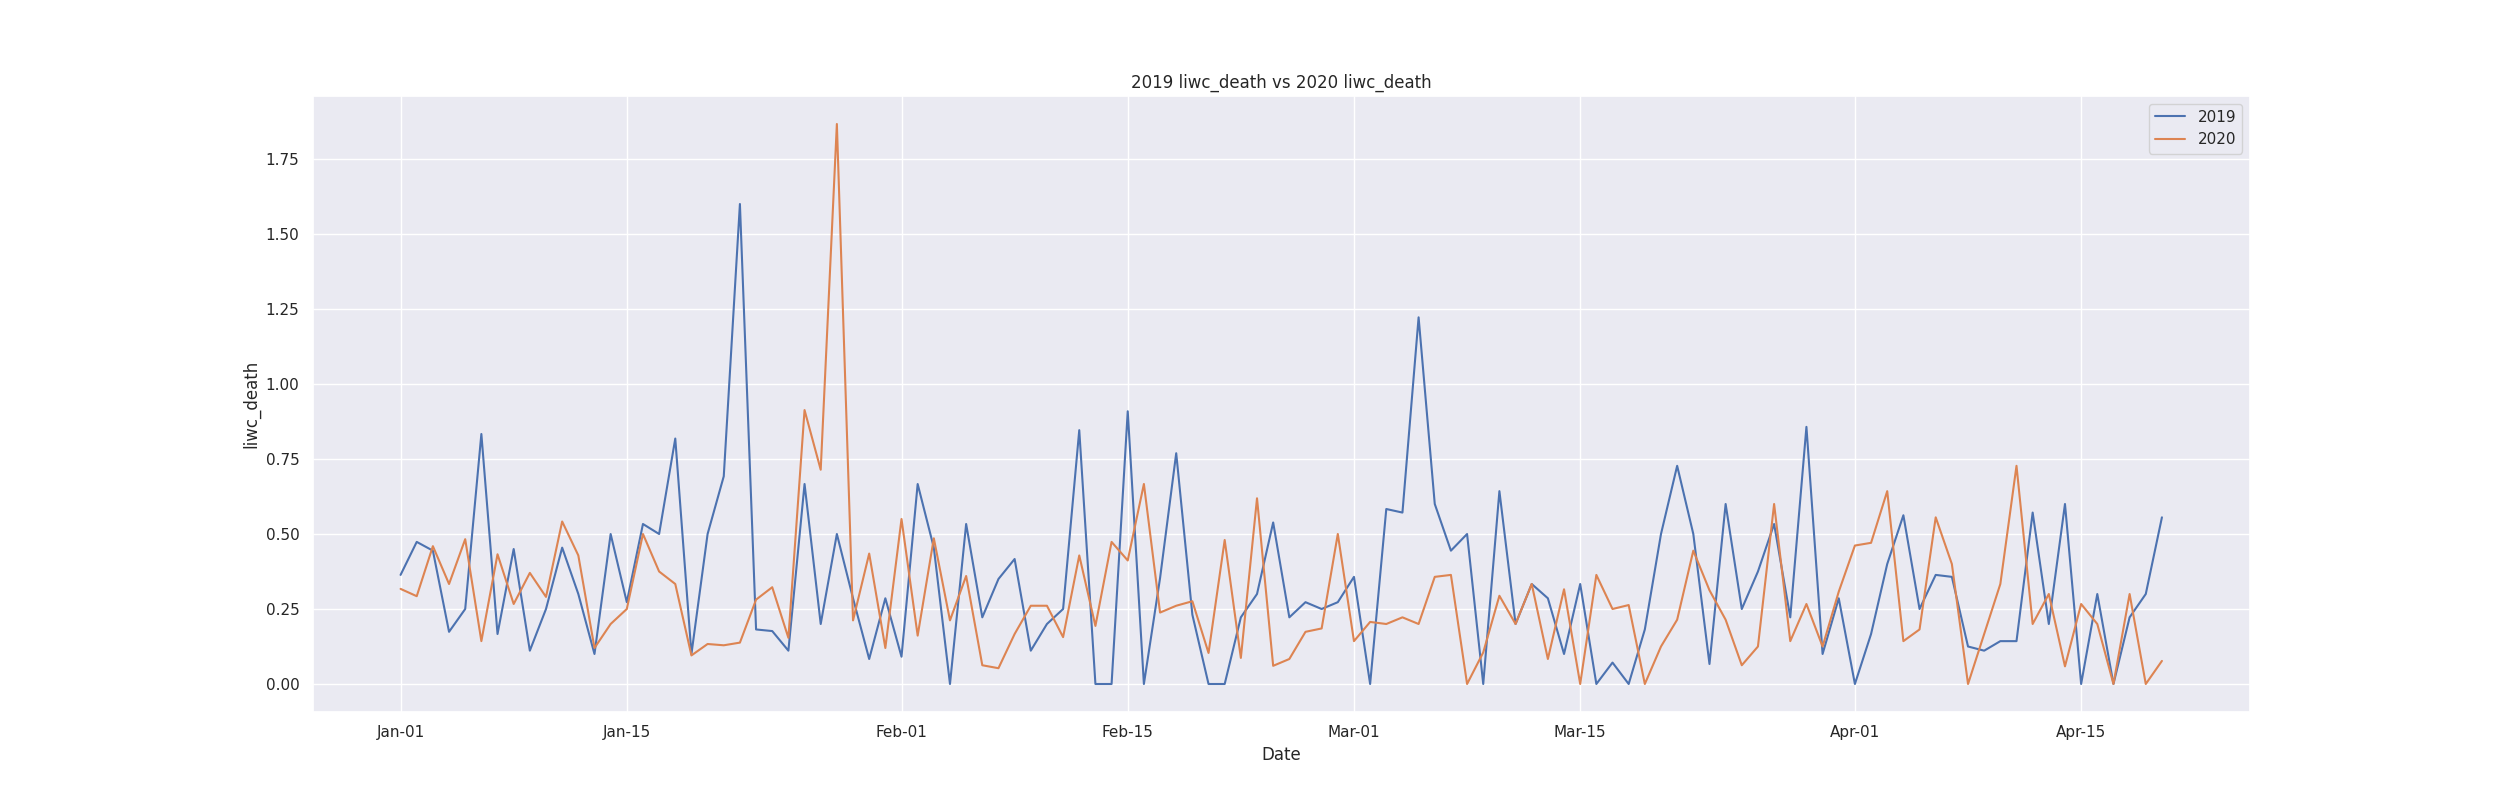 2019 liwc_death vs 2020 liwc_death
2019
2020
1.75
1.50
1.25
1.00
0.75
0.50
0.25
0.00
liwc_death
Jan-01 Jan-15 Feb-01 Feb-15 Mar-01 Mar-15 Apr-01 Apr-15
Date